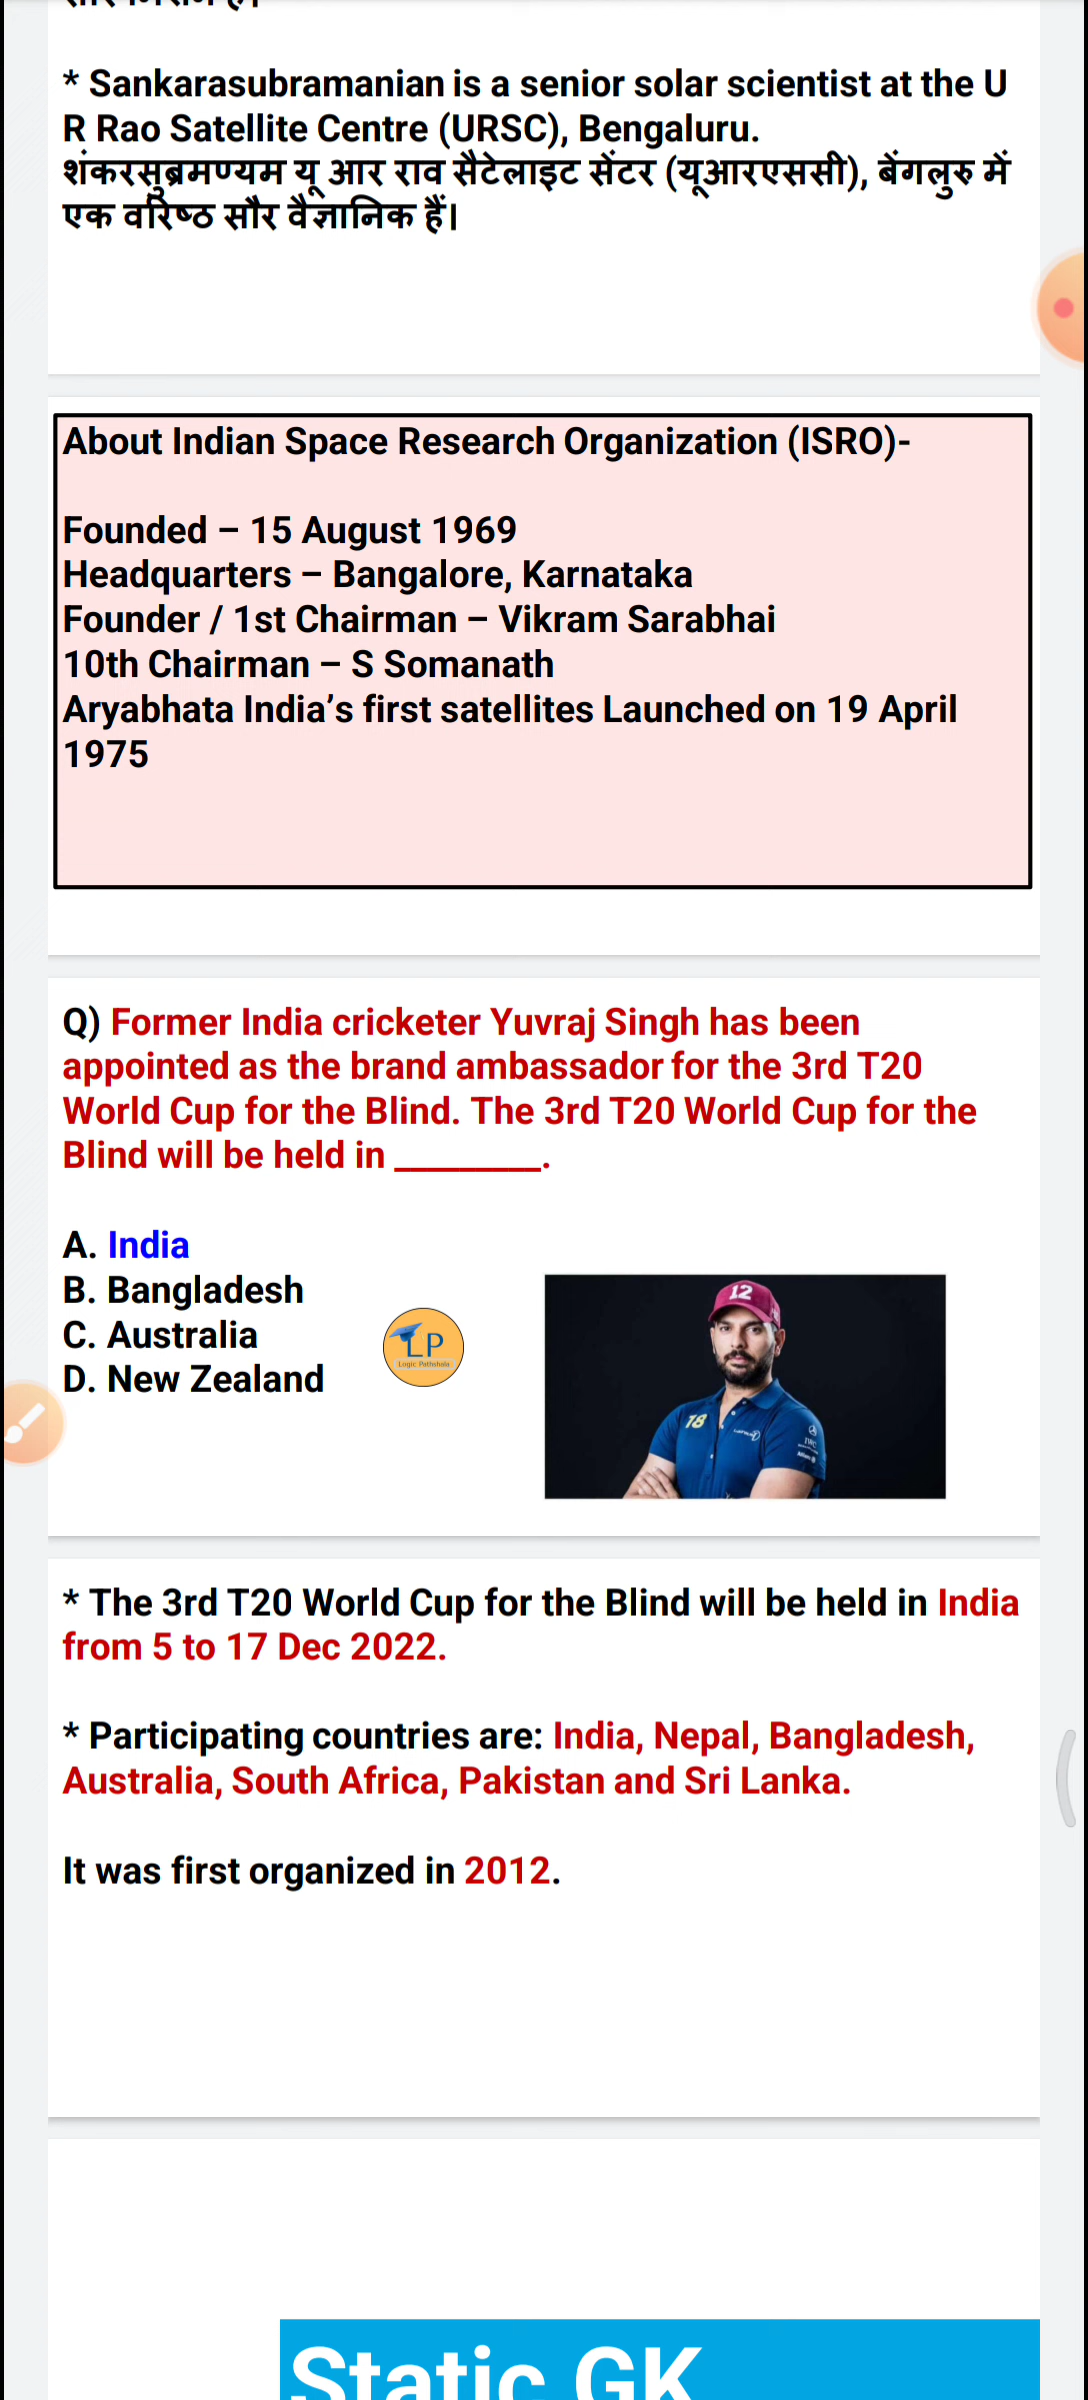 * Sankarasubramanian is a senior solar scientist at the U
R Rao Satellite Centre (URSC), Bengaluru.
शंकरसुब्रमण्यम यू आर राव सैटेलाइट सेंटर (यूआरएससी), बेंगलुरु में
एक वरिष्ठ सौर वैज्ञानिक हैं।
About Indian Space Research Organization (ISRO)-
Founded – 15 August 1969
Headquarters – Bangalore, Karnataka
Founder / 1st Chairman – Vikram Sarabhai
10th Chairman – S Somanath
Aryabhata India’s first satellites Launched on 19 April
1975
Q) Former India cricketer Yuvraj Singh has been
appointed as the brand ambassador for the 3rd T20
World Cup for the Blind. The 3rd T20 World Cup for the
Blind will be held in ________.
A. India
B. Bangladesh
C. Australia
D. New Zealand
LP
Logic Pathshala
12
18
* The 3rd T20 World Cup for the Blind will be held in India
from 5 to 17 Dec 2022.
* Participating countries are: India, Nepal, Bangladesh,
Australia, South Africa, Pakistan and Sri Lanka.
It was first organized in 2012.
Static GK